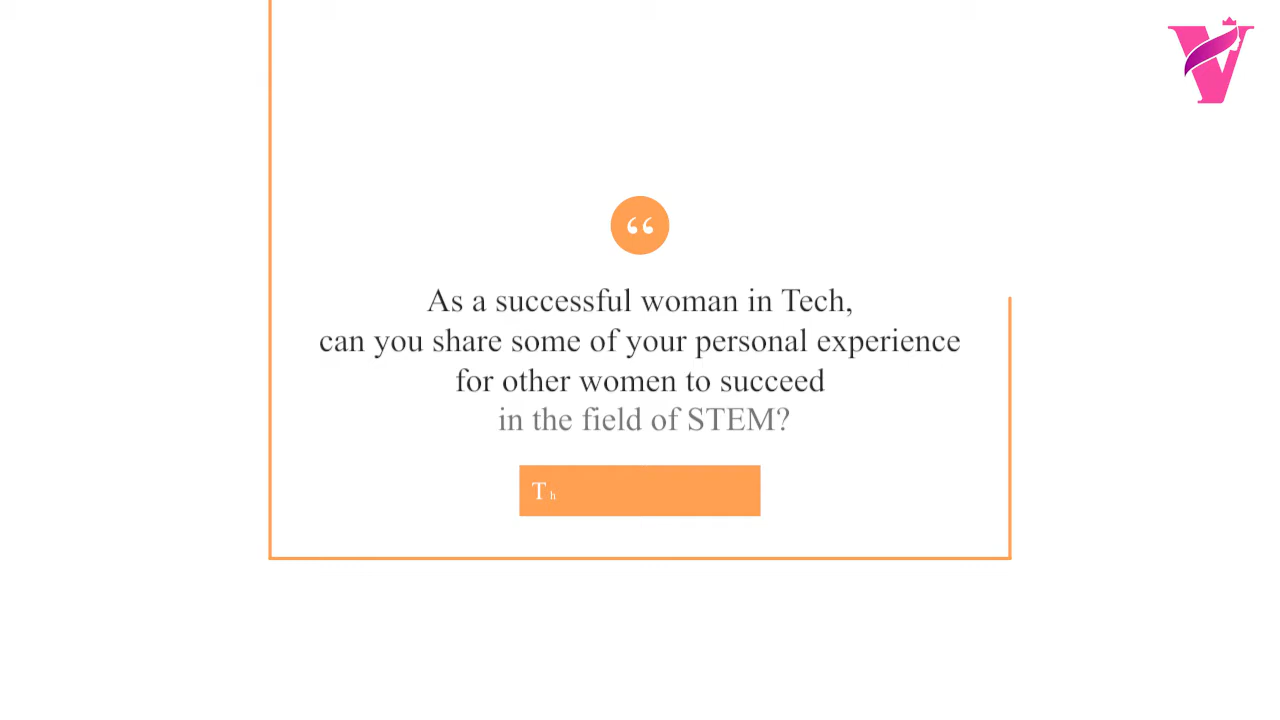 “
As a successful woman in Tech,
can you share some of your personal experience
for other women to succeed
in the field of STEM?
Th